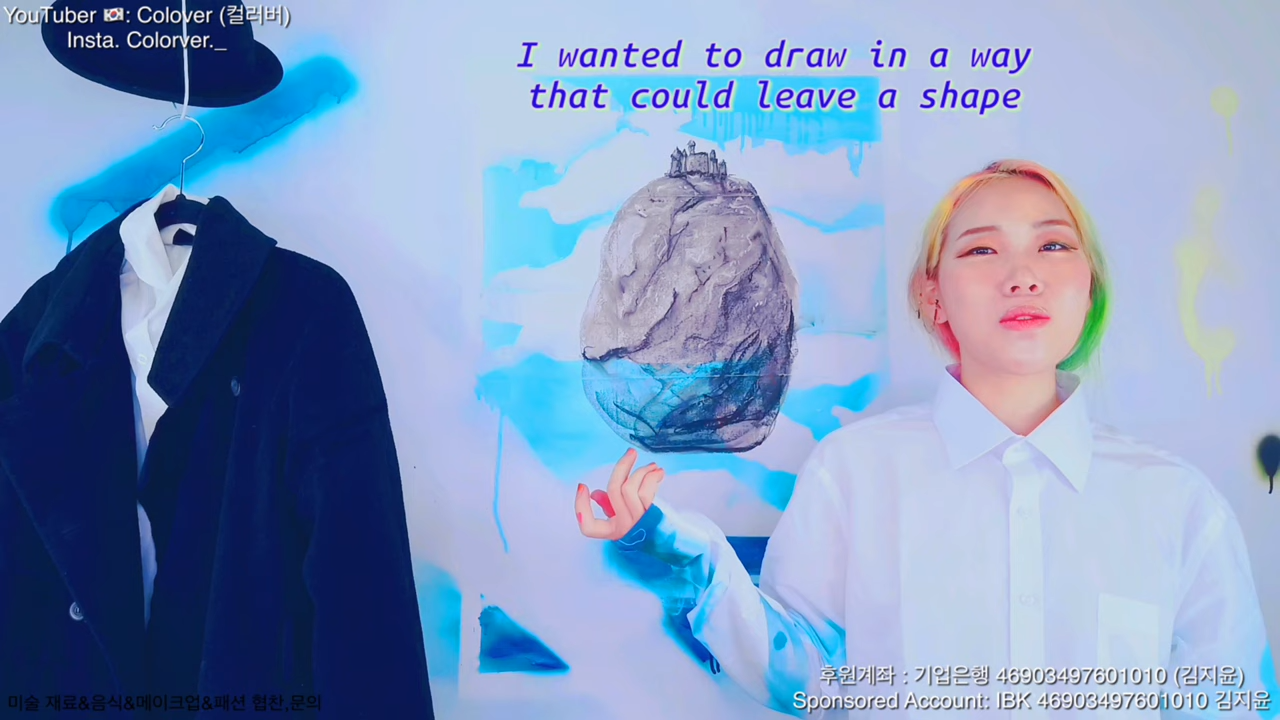 YouTuber 🇰🇷: Colover (컬러버)
Insta. Colorver._
I wanted to draw in a way
that could leave a shape
후원계좌 : 기업은행 46903497601010 (김지윤)
Sponsored Account: IBK 46903497601010 김지윤
미술 재료&음식&메이크업&패션 협찬,문의